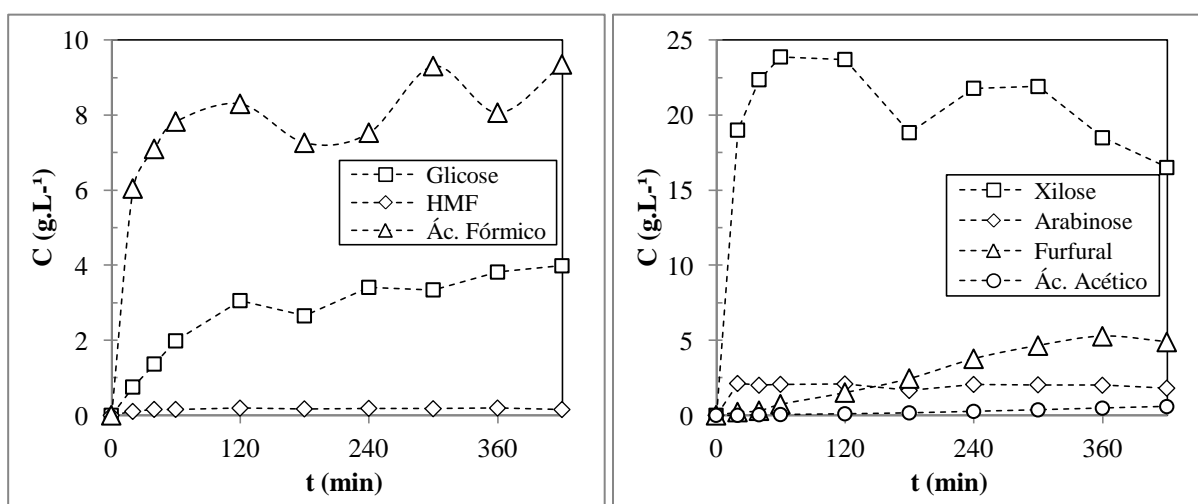 10
8
6
4
2
0
C (g.L-¹)
0
120
240
360
t (min)
Glicose
HMF
Ác. Fórmico
25
20
15
10
5
0
C (g.L-¹)
0
120
240
360
t (min)
Xilose
Arabinose
Furfural
Ác. Acético